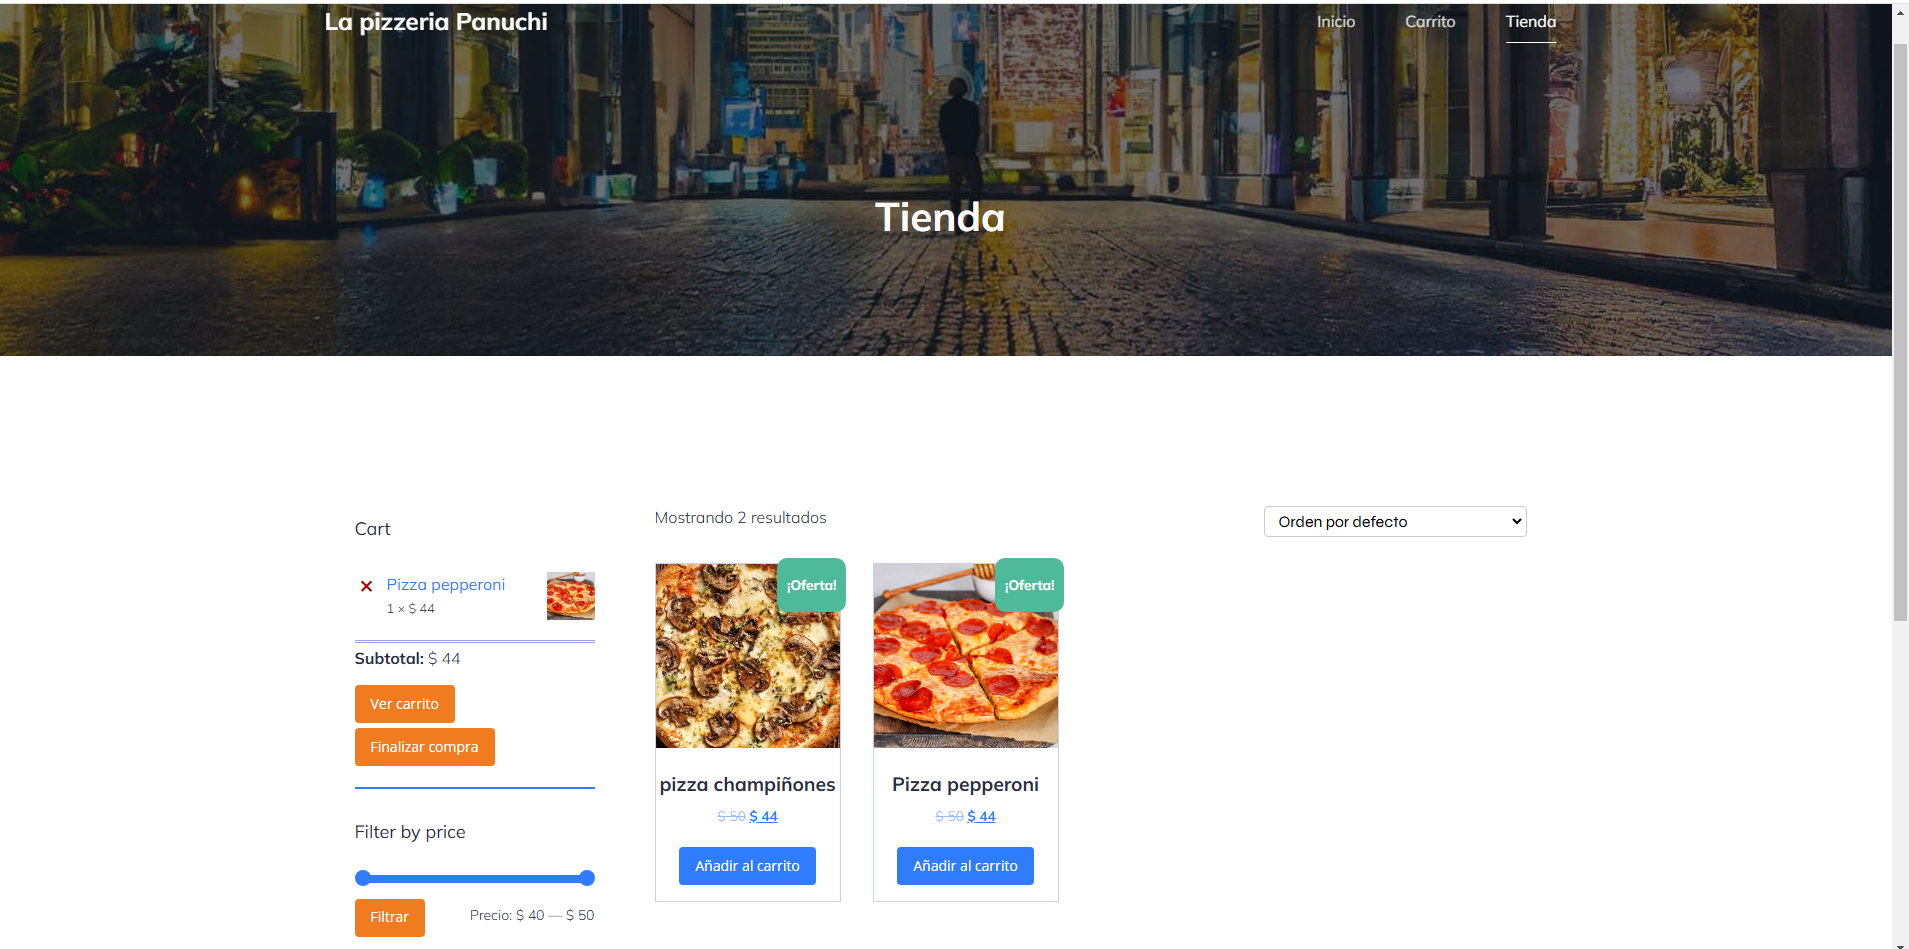 La pizzeria Panuchi
Inicio Carrito Tienda
Tienda
Cart
Pizza pepperoni
1 × $ 44
Subtotal: $ 44
Ver carrito
Finalizar compra
Filter by price
Filtrar Precio: $ 40 — $ 50
Mostrando 2 resultados
Orden por defecto
¡Oferta!
pizza champiñones
$ 50 $ 44
Añadir al carrito
¡Oferta!
Pizza pepperoni
$ 50 $ 44
Añadir al carrito